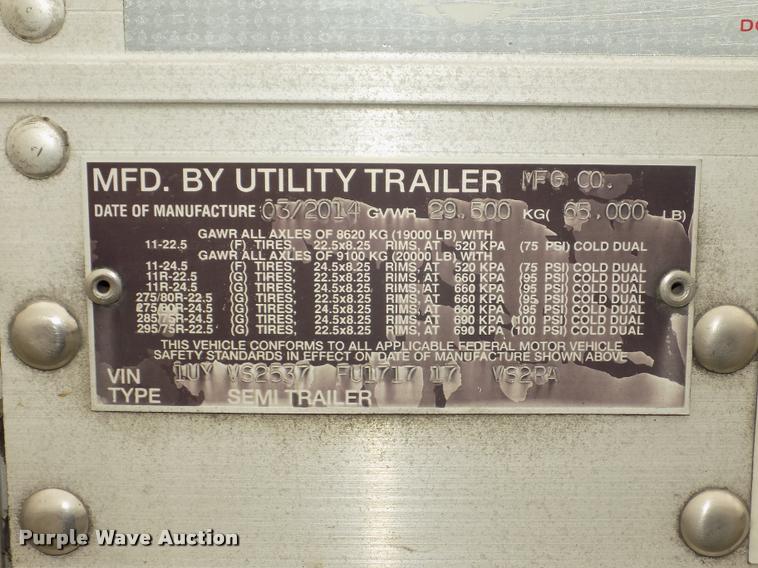 DO
MFD. BY UTILITY TRAILER MFG CO.
DATE OF MANUFACTURE 03/2014 GVWR 29,500 KG( 65,000 LB)
GAWR ALL AXLES OF 8620 KG (19000 LB) WITH
11-22.5 (F) TIRES, 22.5x8.25 RIMS, AT 520 KPA (75 PSI) COLD DUAL
GAWR ALL AXLES OF 9100 KG (20000 LB) WITH
11-24.5 (F) TIRES, 24.5x8.25 RIMS, AT 520 KPA (75 PSI) COLD DUAL
11R-22.5 (G) TIRES, 22.5x8.25 RIMS, AT 660 KPA (95 PSI) COLD DUAL
11R-24.5 (G) TIRES, 24.5x8.25 RIMS, AT 660 KPA (95 PSI) COLD DUAL
275/80R-22.5 (G) TIRES, 22.5x8.25 RIMS, AT 660 KPA (95 PSI) COLD DUAL
275/80R-24.5 (G) TIRES, 24.5x8.25 RIMS, AT 660 KPA (95 PSI) COLD DUAL
285/75R-24.5 (G) TIRES, 24.5x8.25 RIMS, AT 690 KPA (100 PSI) COLD DUAL
295/75R-22.5 (G) TIRES, 22.5x8.25 RIMS, AT 690 KPA (100 PSI) COLD DUAL
THIS VEHICLE CONFORMS TO ALL APPLICABLE FEDERAL MOTOR VEHICLE
SAFETY STANDARDS IN EFFECT ON DATE OF MANUFACTURE SHOWN ABOVE
VIN 1UY VS2537 FU1717 17 VS2RA
TYPE SEMI TRAILER
Purple Wave Auction